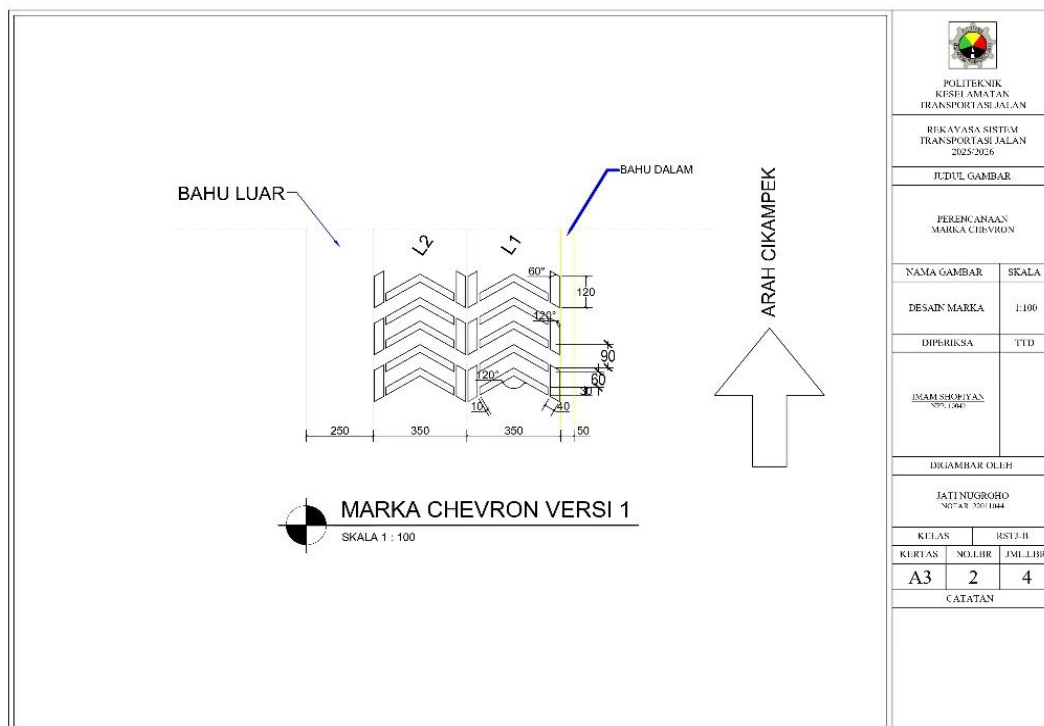 BAHU LUAR
BAHU DALAM
L2
L1
60°
120
120°
90
60
30
120°
10
40
250
350
350
50
ARAH CIKAMPEK
MARKA CHEVRON VERSI 1
SKALA 1 : 100
POLITEKNIK
KESELAMATAN
TRANSPORTASI JALAN
REKAYASA SISTEM
TRANSPORTASI JALAN
2025/2026
JUDUL GAMBAR
PERENCANAAN
MARKA CHEVRON
NAMA GAMBAR
SKALA
DESAIN MARKA
1:100
DIPERIKSA
TTD
IMAM SHOFIYAN
DIGAMBAR OLEH
JATI NUGROHO
KELAS
RSTJ-B
KERTAS
NO.LBR
JML.LBR
A3
2
4
CATATAN